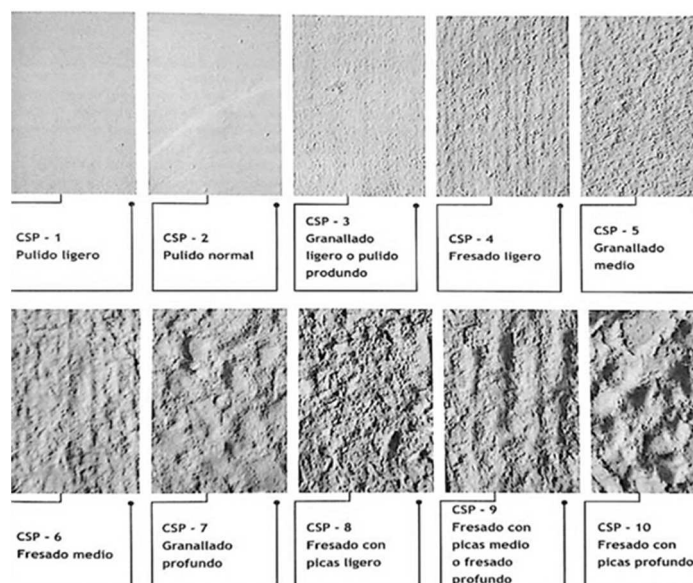 CSP - 1
Pulido ligero
CSP - 2
Pulido normal
CSP - 3
Granallado
ligero o pulido
produndo
CSP - 4
Fresado ligero
CSP - 5
Granallado
medio
CSP - 6
Fresado medio
CSP - 7
Granallado
profundo
CSP - 8
Fresado con
picas ligero
CSP - 9
Fresado con
picas medio
o fresado
profundo
CSP - 10
Fresado con
picas profundo